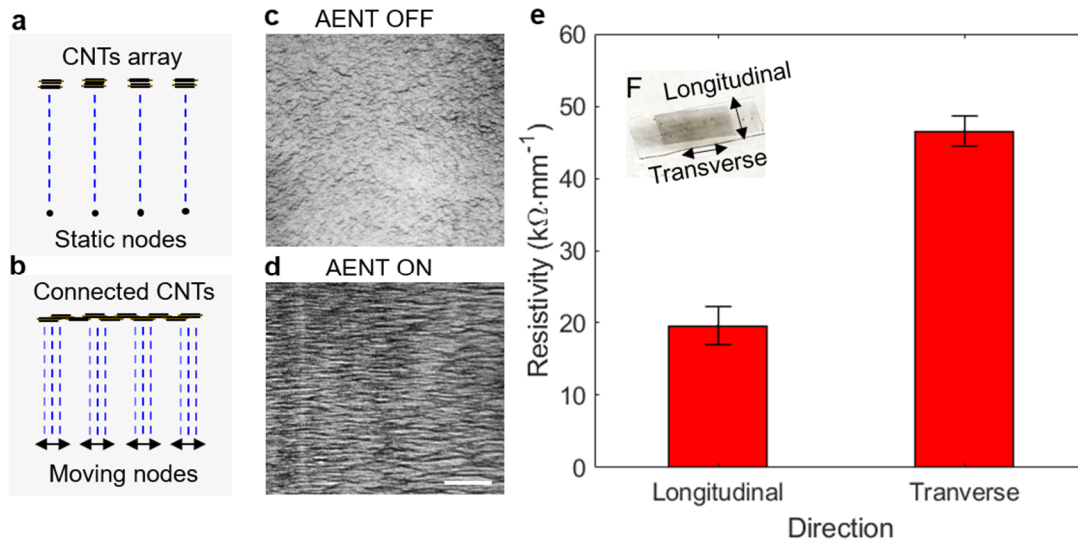 a
CNTs array
Static nodes
b
Connected CNTs
Moving nodes
c AENT OFF
d AENT ON
e
60
50
40
30
20
10
0
Resistivity (kΩ·mm⁻¹)
F
Longitudinal
Transverse
Longitudinal
Tranverse
Direction